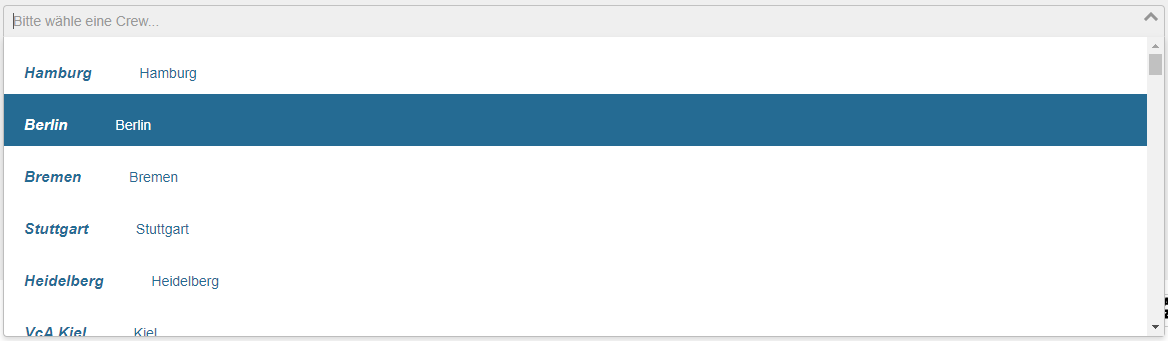 Bitte wähle eine Crew...
Hamburg Hamburg
Berlin Berlin
Bremen Bremen
Stuttgart Stuttgart
Heidelberg Heidelberg
VcA Kiel Kiel